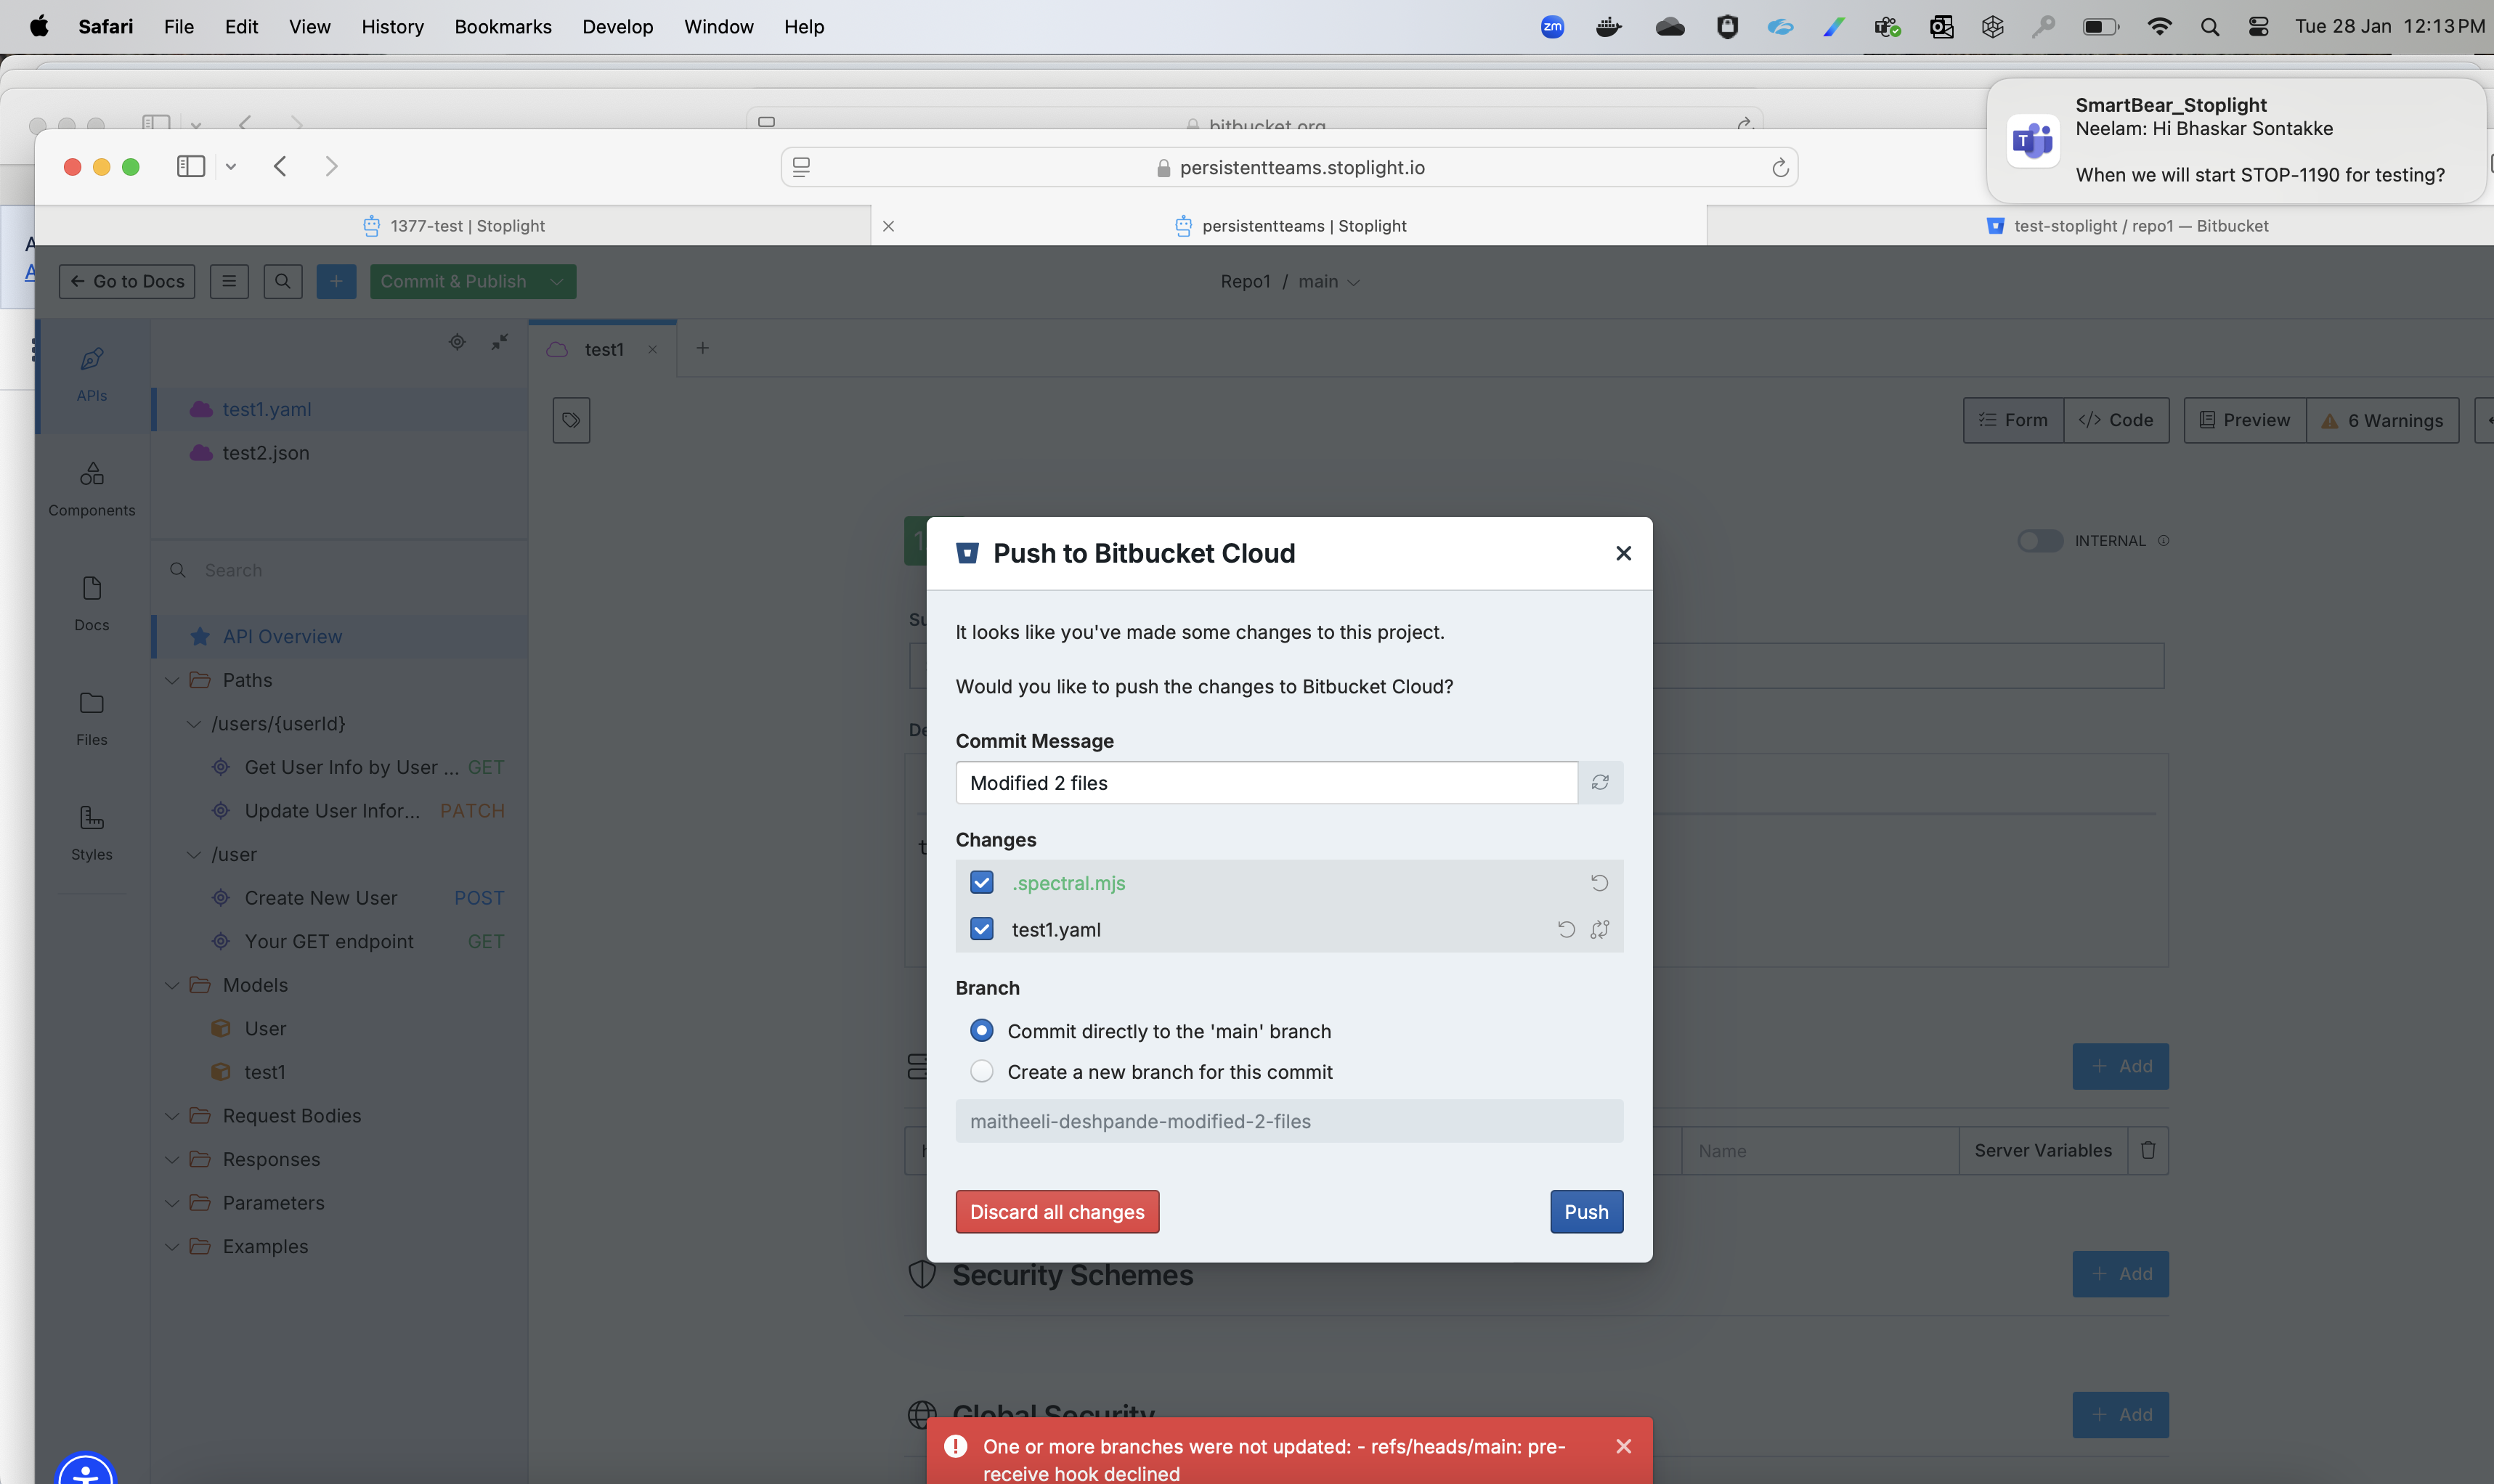 Safari File Edit View History Bookmarks Develop Window Help
zm
Tue 28 Jan 12:13 PM
bitbucket.org
SmartBear_Stoplight
Neelam: Hi Bhaskar Sontakke
When we will start STOP-1190 for testing?
persistentteams.stoplight.io
1377-test | Stoplight
persistentteams | Stoplight
test-stoplight / repo1 — Bitbucket
Go to Docs
Commit & Publish
Repo1 / main
APIs
Components
Docs
Files
Styles
test1.yaml
test2.json
Search
API Overview
Paths
/users/{userId}
Get User Info by User ... GET
Update User Infor... PATCH
/user
Create New User POST
Your GET endpoint GET
Models
User
test1
Request Bodies
Responses
Parameters
Examples
test1
Form
Code
Preview
6 Warnings
INTERNAL
Push to Bitbucket Cloud
It looks like you've made some changes to this project.
Would you like to push the changes to Bitbucket Cloud?
Commit Message
Modified 2 files
Changes
.spectral.mjs
test1.yaml
Branch
Commit directly to the 'main' branch
Create a new branch for this commit
maitheeli-deshpande-modified-2-files
Discard all changes
Push
Add
Name
Server Variables
Security Schemes
Add
Global Security
Add
One or more branches were not updated: - refs/heads/main: pre-
receive hook declined